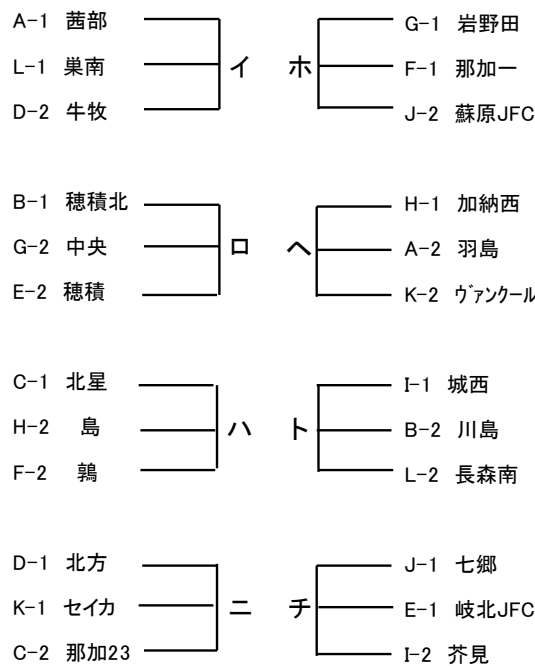 A-1 茜部
L-1 巣南
D-2 牛牧
イ
B-1 穂積北
G-2 中央
E-2 穂積
ロ
C-1 北星
H-2 島
F-2 鶉
ハ
D-1 北方
K-1 セイカ
C-2 那加23
ニ
G-1 岩野田
F-1 那加一
J-2 蘇原JFC
ホ
H-1 加納西
A-2 羽島
K-2 ヴァンクール
ヘ
I-1 城西
B-2 川島
L-2 長森南
ト
J-1 七郷
E-1 岐北JFC
I-2 芥見
チ